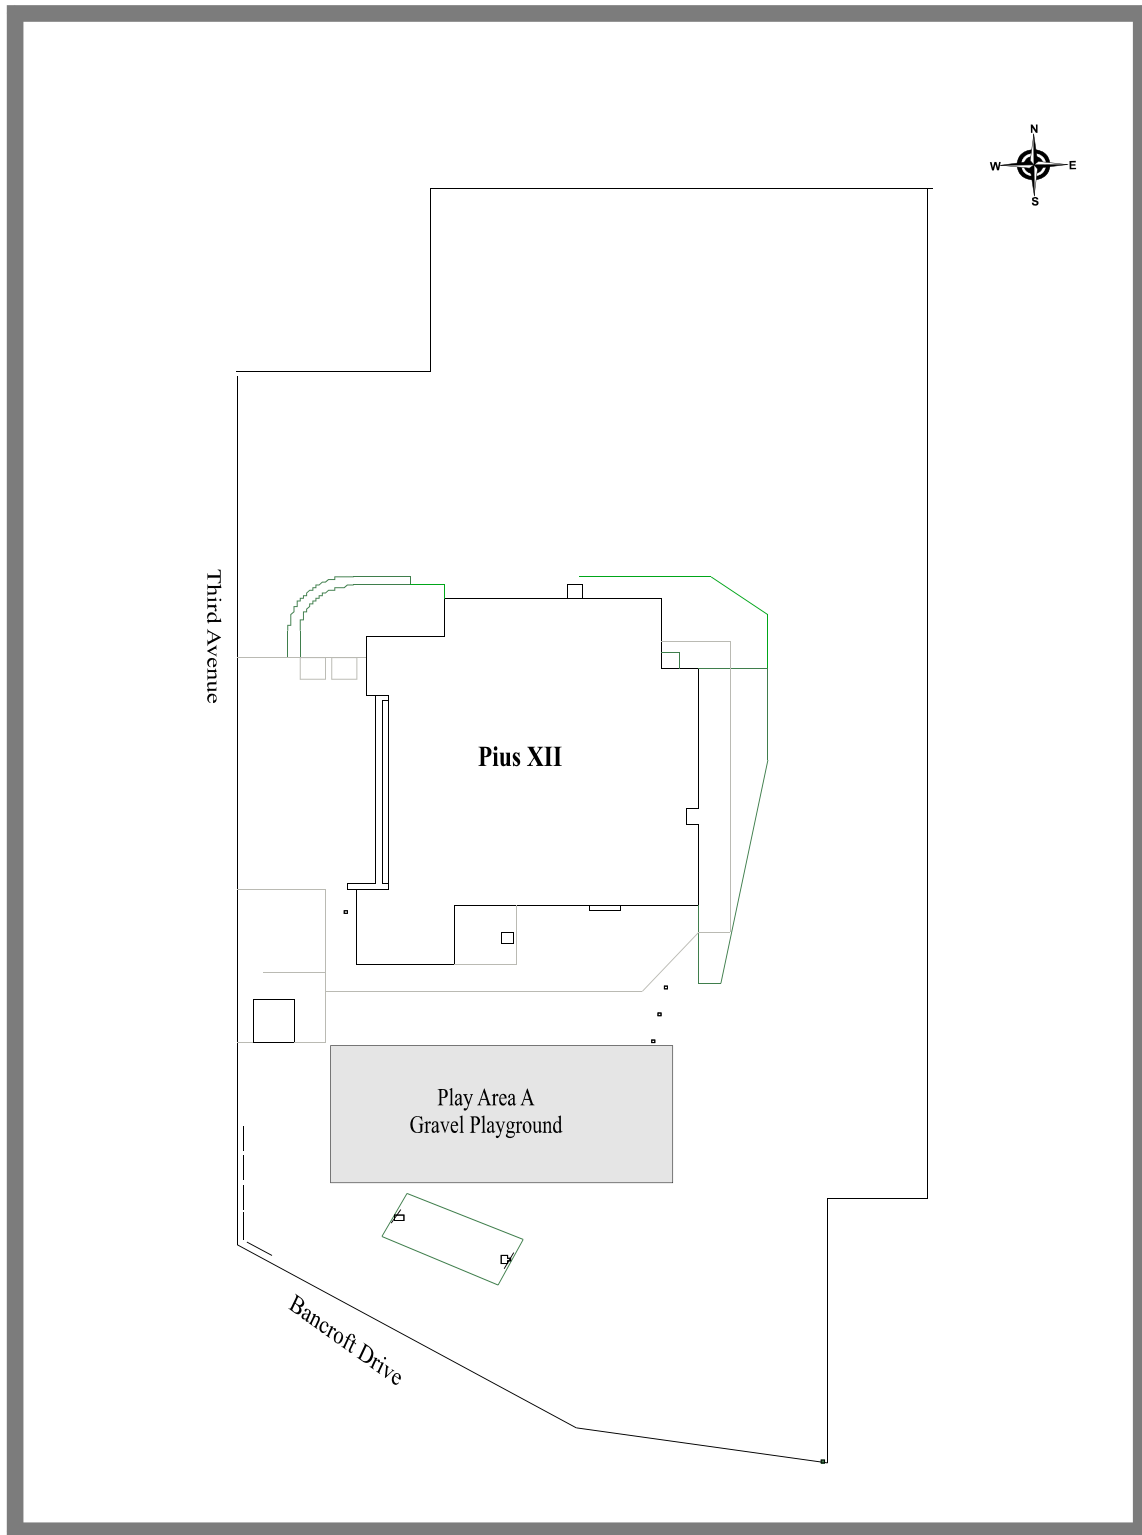 N
W
E
S
Third Avenue
Pius XII
Play Area A
Gravel Playground
Bancroft Drive